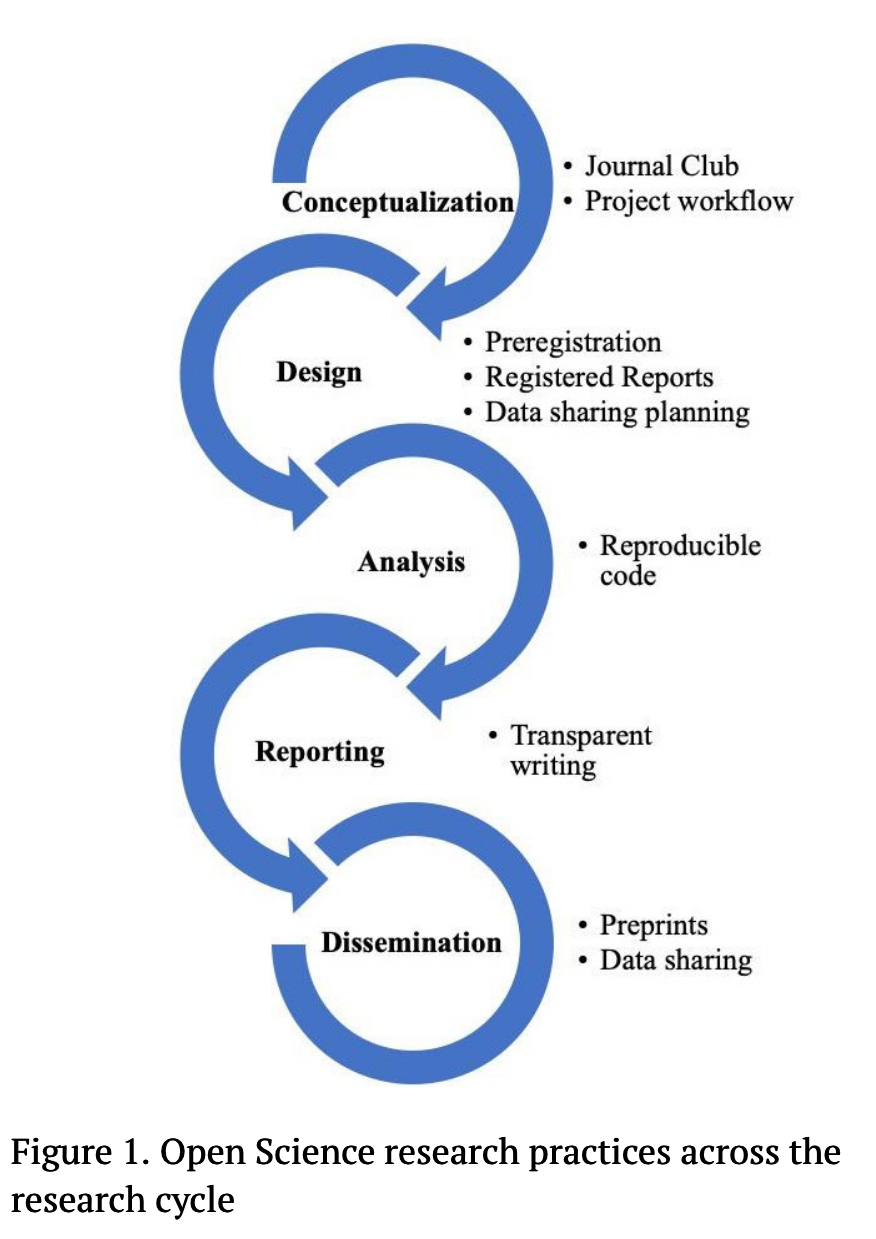 Conceptualization
• Journal Club
• Project workflow
Design
• Preregistration
• Registered Reports
• Data sharing planning
Analysis
• Reproducible
code
Reporting
• Transparent
writing
Dissemination
• Preprints
• Data sharing
Figure 1. Open Science research practices across the
research cycle